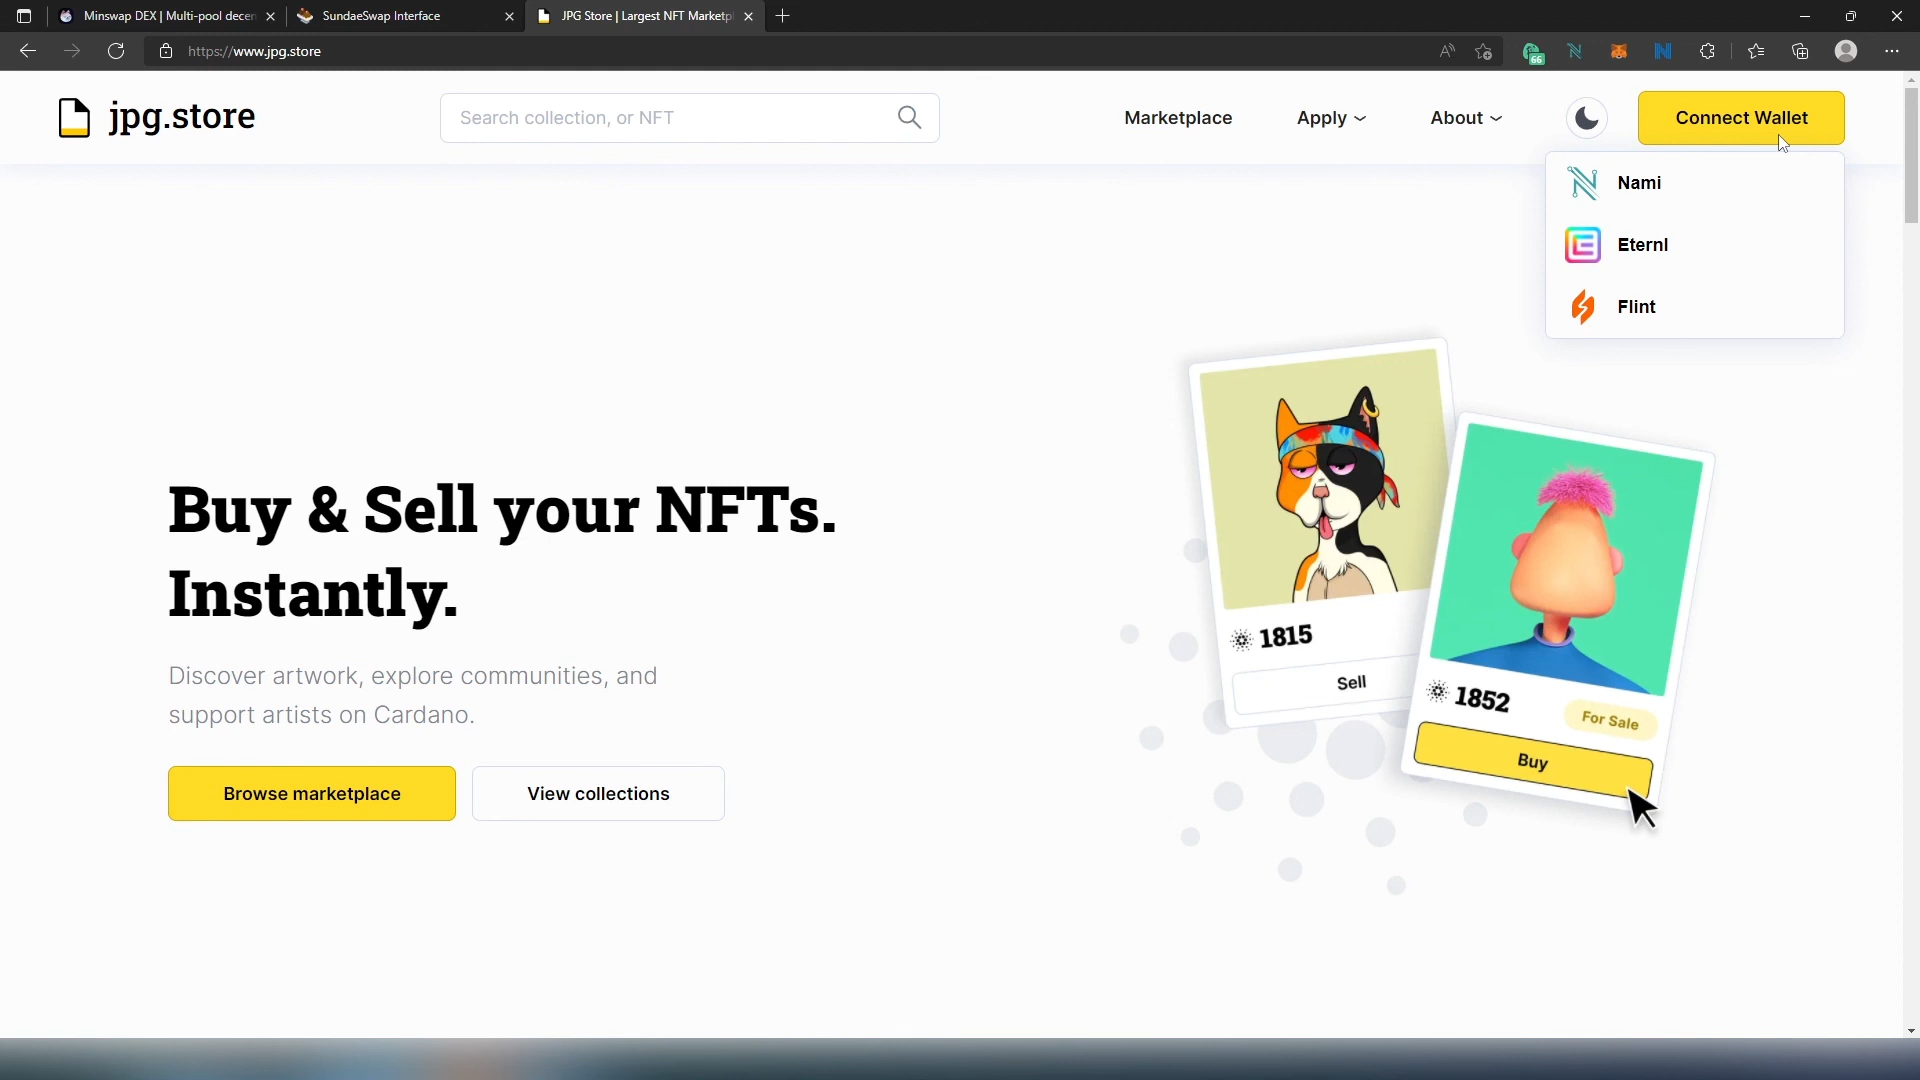 Minswap DEX | Multi-pool decen
SundaeSwap Interface
JPG Store | Largest NFT Marketpl
https://www.jpg.store
66
jpg.store
Search collection, or NFT
Marketplace
Apply
About
Connect Wallet
Nami
Eternl
Flint
Buy & Sell your NFTs.
Instantly.
Discover artwork, explore communities, and
support artists on Cardano.
Browse marketplace
View collections
1815
Sell
1852
For Sale
Buy